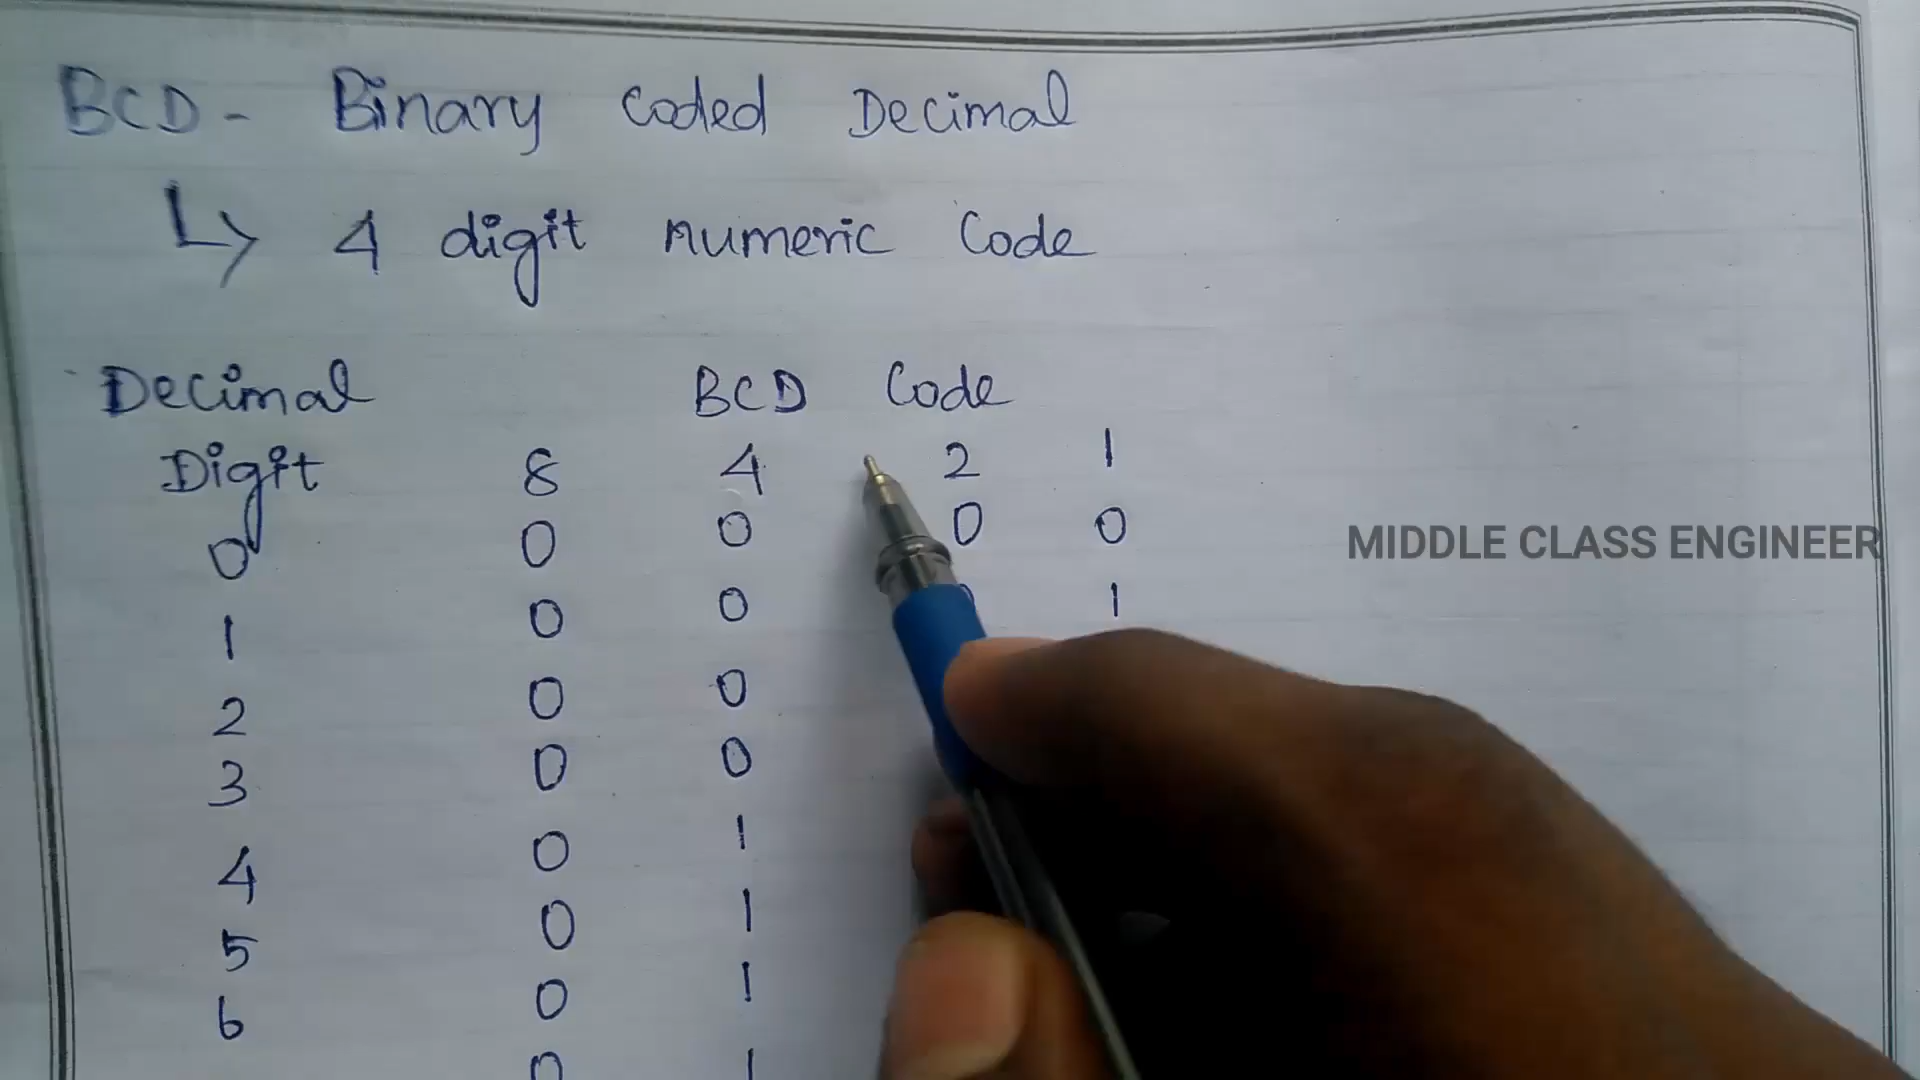 BCD - Binary Coded Decimal
↳ 4 digit numeric Code
Decimal BCD Code
Digit 8 4 2 1
0 0 0 0 0
MIDDLE CLASS ENGINEER
1 0 0 1
2 0 0
3 0 0
4 0 1
5 0 1
6 0 1
0 1